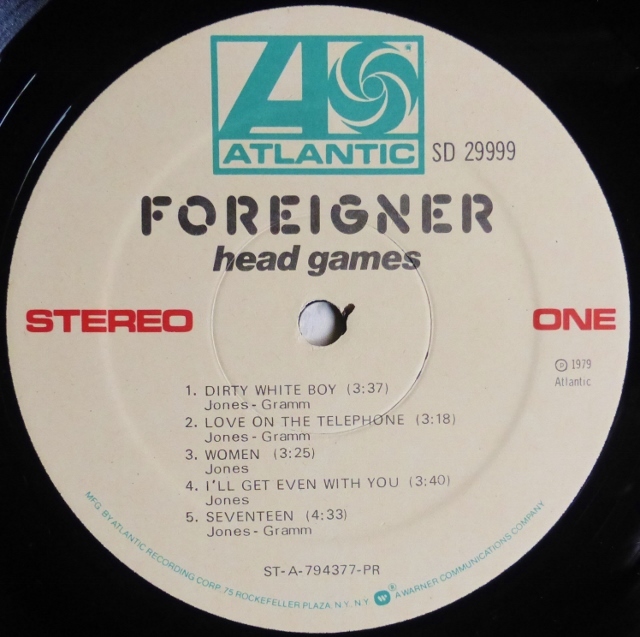 ATLANTIC
SD 29999
FOREIGNER
head games
STEREO
ONE
℗ 1979
Atlantic
1. DIRTY WHITE BOY (3:37)
Jones - Gramm
2. LOVE ON THE TELEPHONE (3:18)
Jones - Gramm
3. WOMEN (3:25)
Jones
4. I'LL GET EVEN WITH YOU (3:40)
Jones
5. SEVENTEEN (4:33)
Jones - Gramm
ST-A-794377-PR
MFG. BY ATLANTIC RECORDING CORP. 75 ROCKEFELLER PLAZA, N.Y. N.Y. ® A WARNER COMMUNICATIONS COMPANY